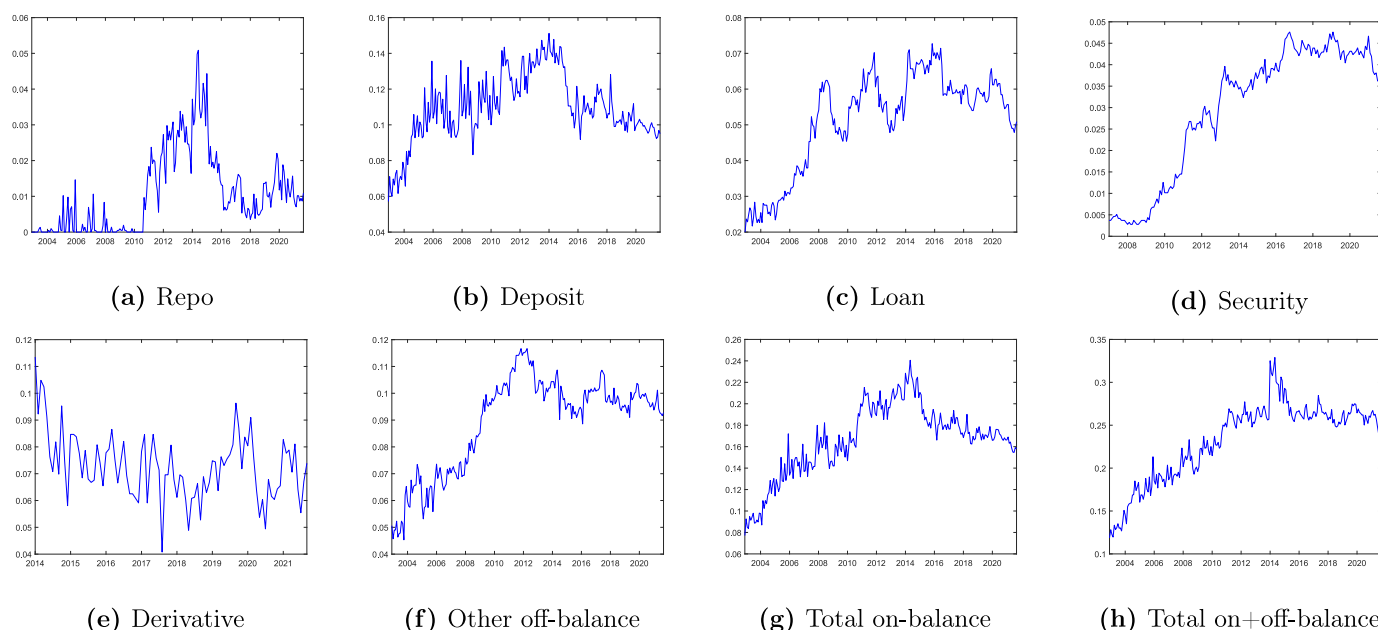 0.06 0.05 0.04 0.03 0.02 0.01 0
2004 2006 2008 2010 2012 2014 2016 2018 2020
(a) Repo
0.16 0.14 0.12 0.1 0.08 0.06 0.04
2004 2006 2008 2010 2012 2014 2016 2018 2020
(b) Deposit
0.08 0.07 0.06 0.05 0.04 0.03 0.02
2004 2006 2008 2010 2012 2014 2016 2018 2020
(c) Loan
0.05 0.045 0.04 0.035 0.03 0.025 0.02 0.015 0.01 0.005 0
2008 2010 2012 2014 2016 2018 2020
(d) Security
0.12 0.11 0.1 0.09 0.08 0.07 0.06 0.05 0.04
2014 2015 2016 2017 2018 2019 2020 2021
(e) Derivative
0.12 0.11 0.1 0.09 0.08 0.07 0.06 0.05 0.04
2004 2006 2008 2010 2012 2014 2016 2018 2020
(f) Other off-balance
0.26 0.24 0.22 0.2 0.18 0.16 0.14 0.12 0.1 0.08 0.06
2004 2006 2008 2010 2012 2014 2016 2018 2020
(g) Total on-balance
0.35 0.3 0.25 0.2 0.15 0.1
2004 2006 2008 2010 2012 2014 2016 2018 2020
(h) Total on+off-balance